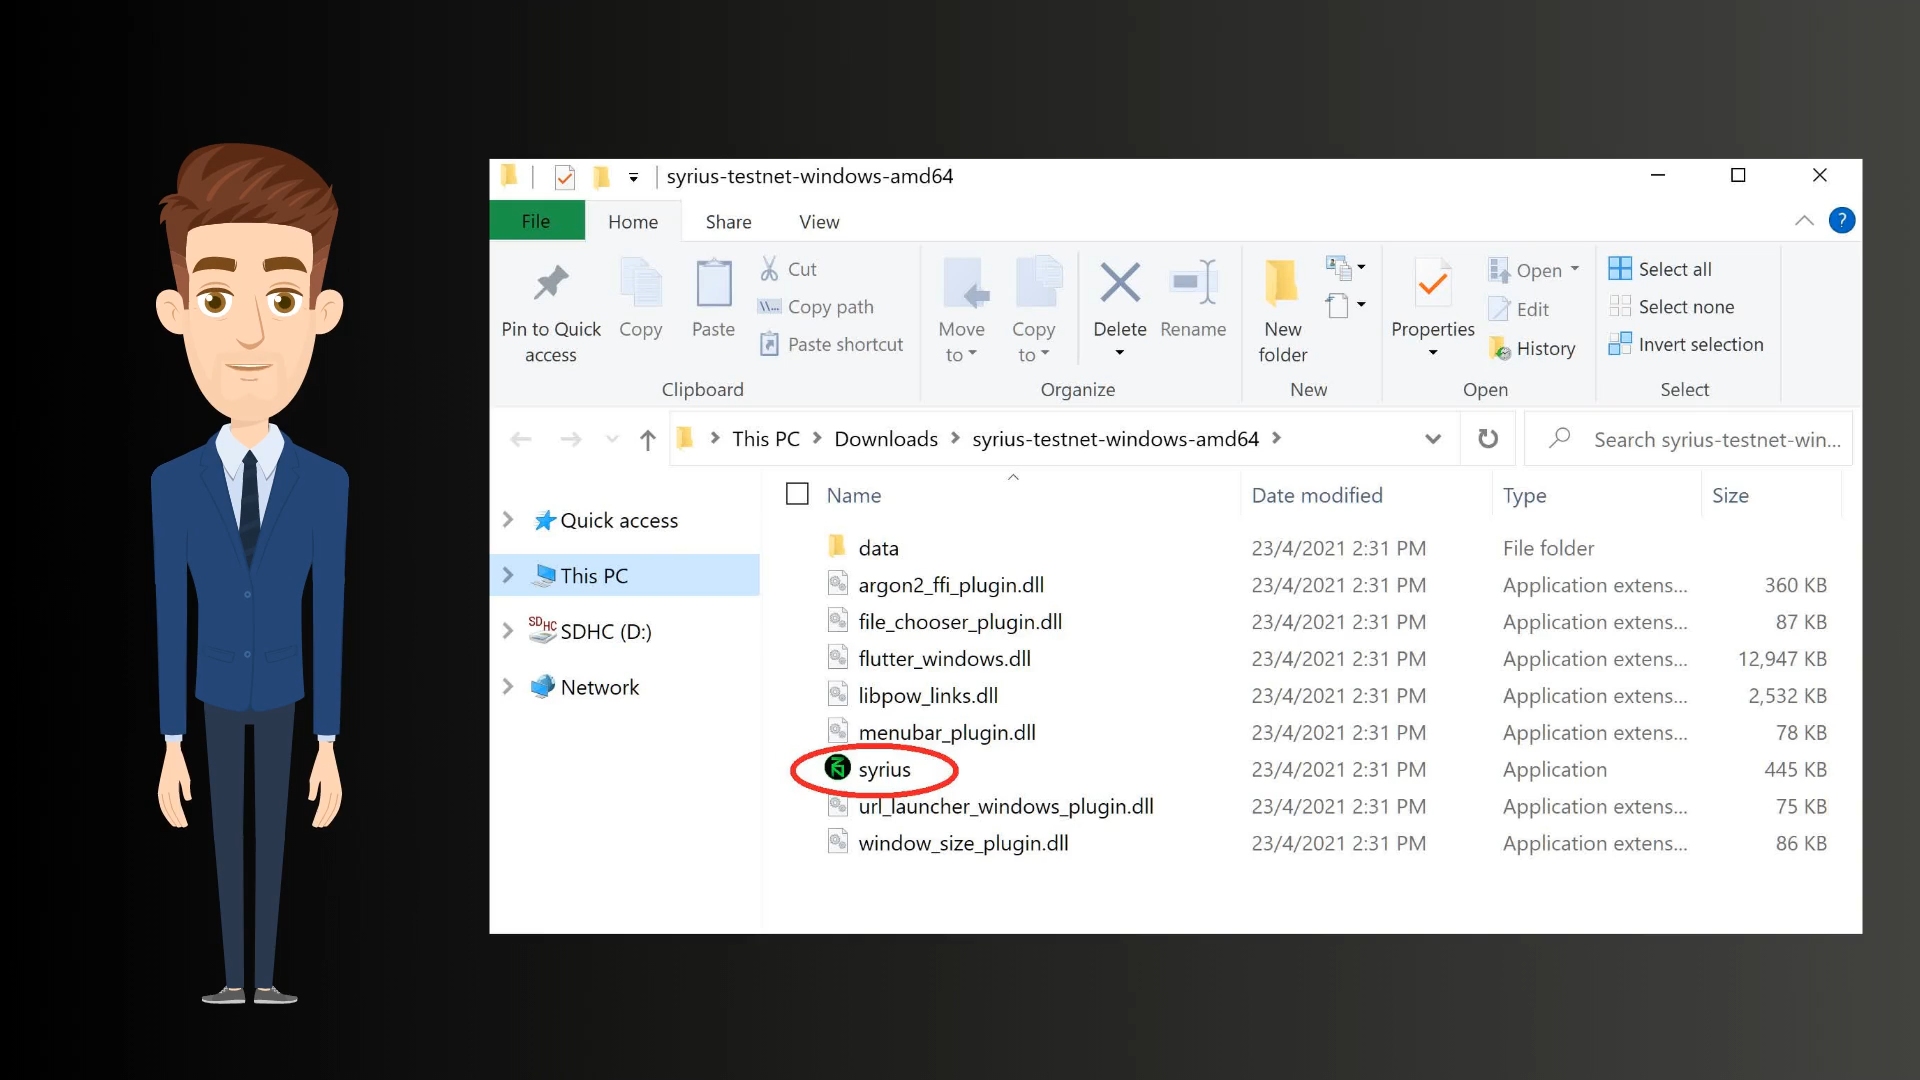 syrius-testnet-windows-amd64
File Home Share View
?
Pin to Quick access
Copy
Paste
Cut
Copy path
Paste shortcut
Clipboard
Move to
Copy to
Delete
Rename
Organize
New folder
New
Properties
Open
Edit
History
Open
Select all
Select none
Invert selection
Select
This PC Downloads syrius-testnet-windows-amd64
Search syrius-testnet-win...
Quick access
This PC
SDHC SDHC (D:)
Network
Name Date modified Type Size
data 23/4/2021 2:31 PM File folder
argon2_ffi_plugin.dll 23/4/2021 2:31 PM Application extens... 360 KB
file_chooser_plugin.dll 23/4/2021 2:31 PM Application extens... 87 KB
flutter_windows.dll 23/4/2021 2:31 PM Application extens... 12,947 KB
libpow_links.dll 23/4/2021 2:31 PM Application extens... 2,532 KB
menubar_plugin.dll 23/4/2021 2:31 PM Application extens... 78 KB
syrius 23/4/2021 2:31 PM Application 445 KB
url_launcher_windows_plugin.dll 23/4/2021 2:31 PM Application extens... 75 KB
window_size_plugin.dll 23/4/2021 2:31 PM Application extens... 86 KB